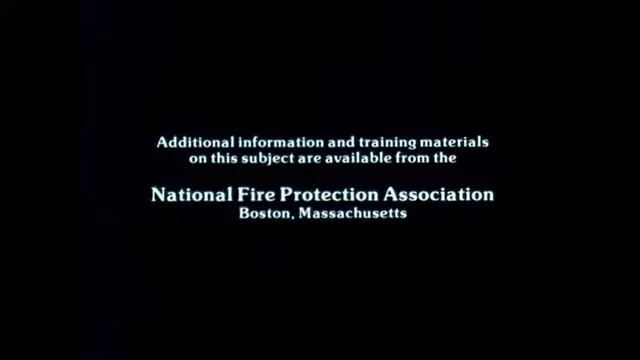 Additional information and training materials
on this subject are available from the
National Fire Protection Association
Boston, Massachusetts